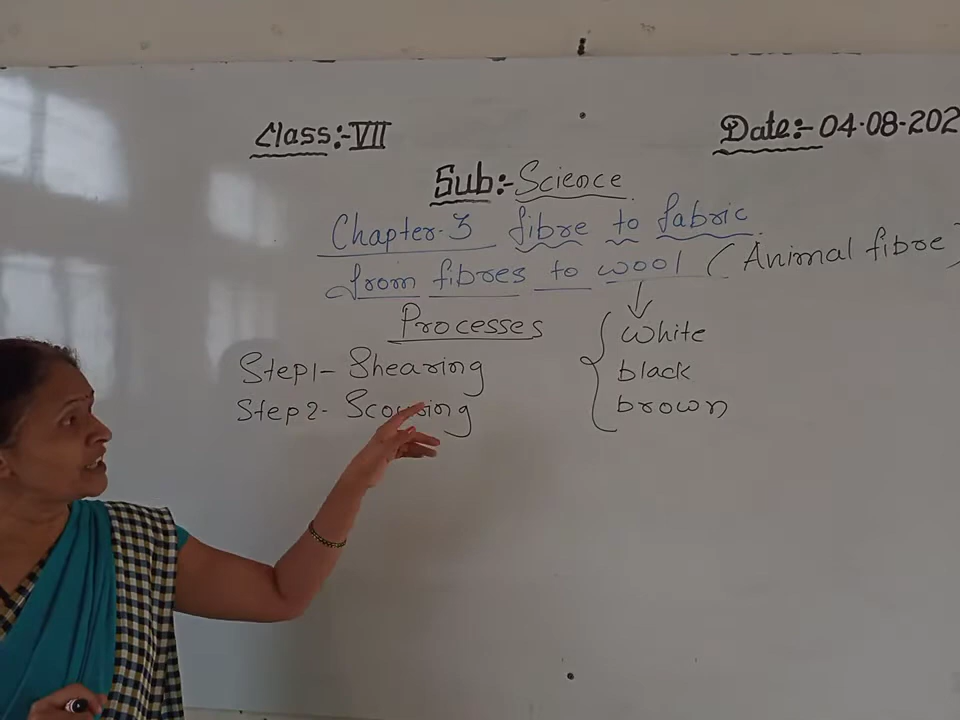 Class:- VII
Date:- 04-08-202
Sub:- Science
Chapter-3 fibre to fabric
from fibres to wool (Animal fibre)
Processes
white
Step1- Shearing
black
Step2- Scouring
brown